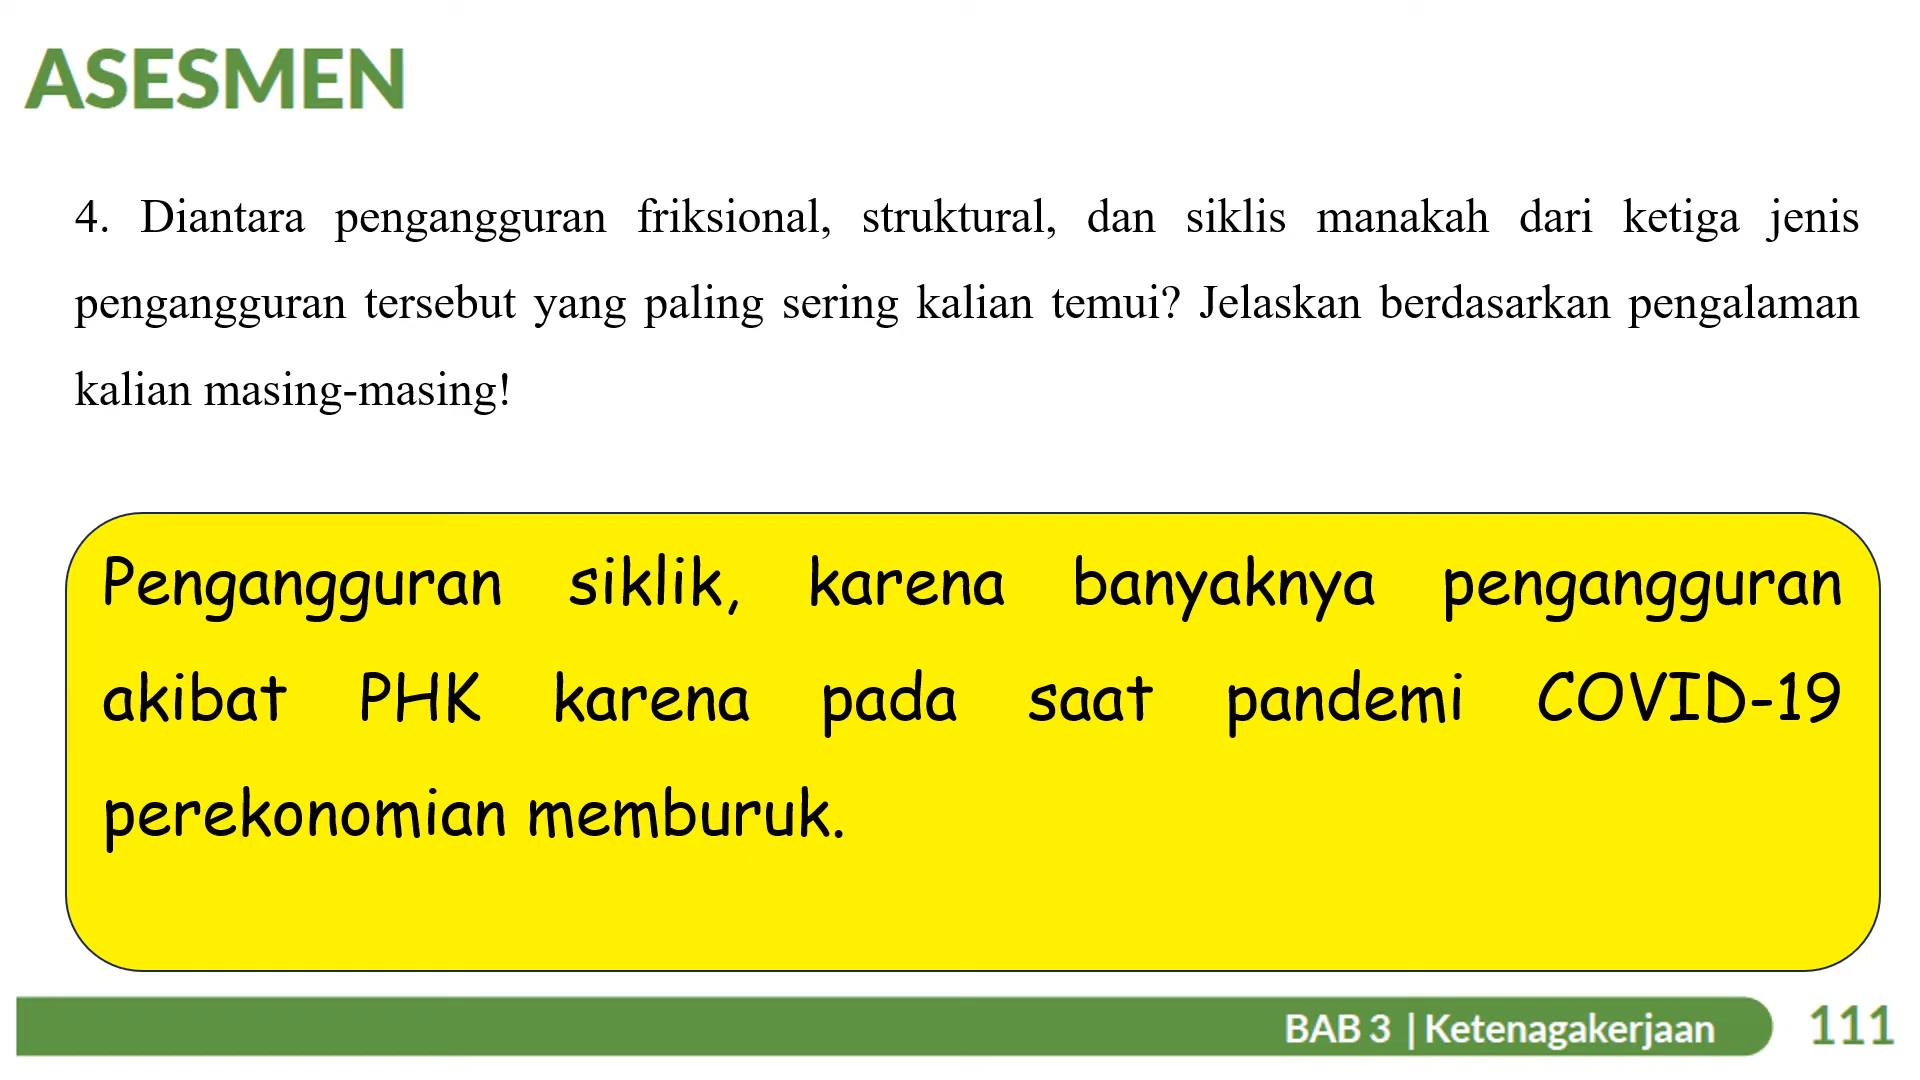 ASESMEN
4. Diantara pengangguran friksional, struktural, dan siklis manakah dari ketiga jenis
pengangguran tersebut yang paling sering kalian temui? Jelaskan berdasarkan pengalaman
kalian masing-masing!
Pengangguran siklik, karena banyaknya pengangguran
akibat PHK karena pada saat pandemi COVID-19
perekonomian memburuk.
BAB 3 | Ketenagakerjaan 111